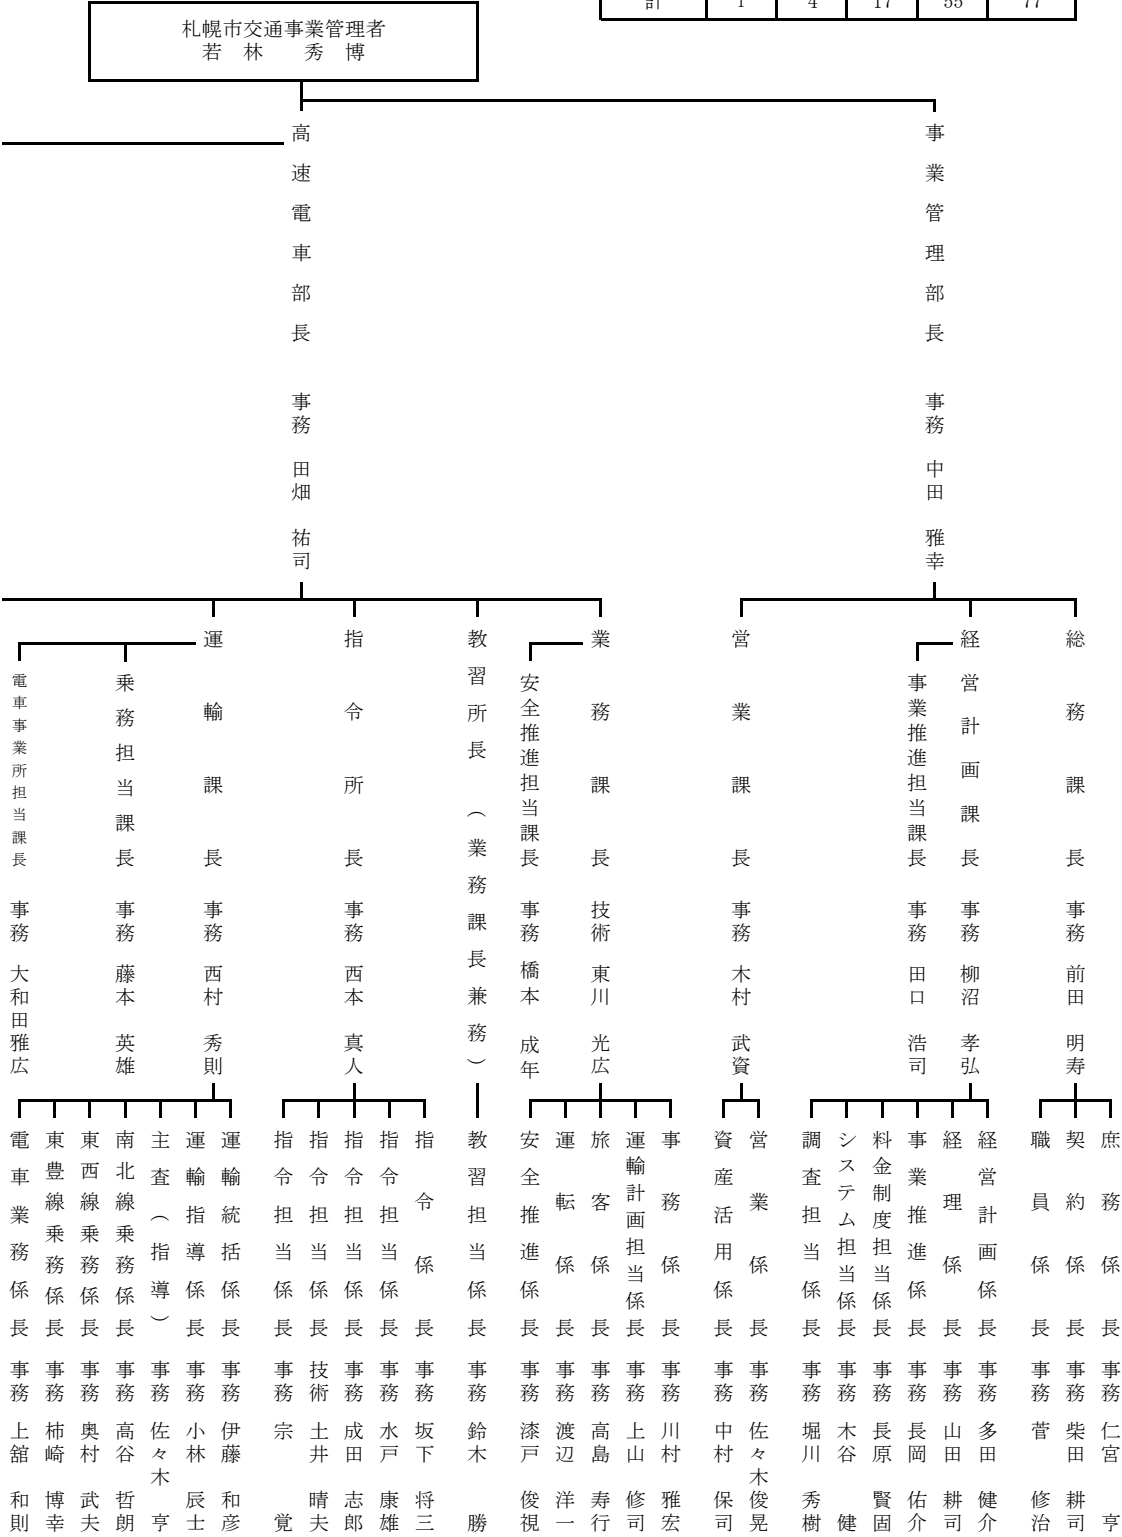 計 1 4 17 55 77
札幌市交通事業管理者
若林 秀博
事業管理部長 事務 中田 雅幸
高速電車部長 事務 田畑 祐司
総務課長 事務 前田 明寿
経営計画課長 事務 柳沼 孝弘
事業推進担当課長 事務 田口 浩司
営業課長 事務 木村 武資
業務課長 技術 東川 光広
安全推進担当課長 事務 橋本 成年
教習所長(業務課長兼務)
指令所長 事務 西本 真人
運輸課長 事務 西村 秀則
乗務担当課長 事務 藤本 英雄
電車事業所担当課長 事務 大和田雅広
庶務係長 事務 仁宮 亨
契約係長 事務 柴田 耕司
職員係長 事務 菅 修治
経営計画係長 事務 多田 健介
経理係長 事務 山田 耕司
事業推進係長 事務 長岡 佑介
料金制度担当係長 事務 長原 賢固
システム担当係長 事務 木谷 健
調査担当係長 事務 堀川 秀樹
営業係長 事務 佐々木俊晃
資産活用係長 事務 中村 保司
事務係長 事務 川村 雅宏
運輸計画担当係長 事務 上山 修司
旅客係長 事務 高島 寿行
運転係長 事務 渡辺 洋一
安全推進係長 事務 漆戸 俊視
教習担当係長 事務 鈴木 勝
指令係長 事務 坂下 将三
指令担当係長 事務 水戸 康雄
指令担当係長 事務 成田 志郎
指令担当係長 技術 土井 晴夫
指令担当係長 事務 宗 覚
運輸統括係長 事務 伊藤 和彦
運輸指導係長 事務 小林 辰士
主査(指導) 事務 佐々木 亨
南北線乗務係長 事務 高谷 哲朗
東西線乗務係長 事務 奥村 武夫
東豊線乗務係長 事務 柿崎 博幸
電車業務係長 事務 上舘 和則